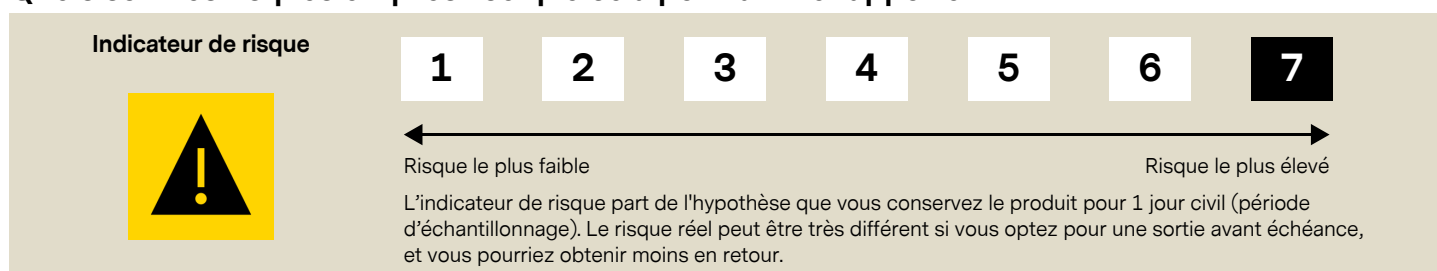 Indicateur de risque
1 2 3 4 5 6 7
Risque le plus faible
Risque le plus élevé
L'indicateur de risque part de l'hypothèse que vous conservez le produit pour 1 jour civil (période
d'échantillonnage). Le risque réel peut être très différent si vous optez pour une sortie avant échéance,
et vous pourriez obtenir moins en retour.